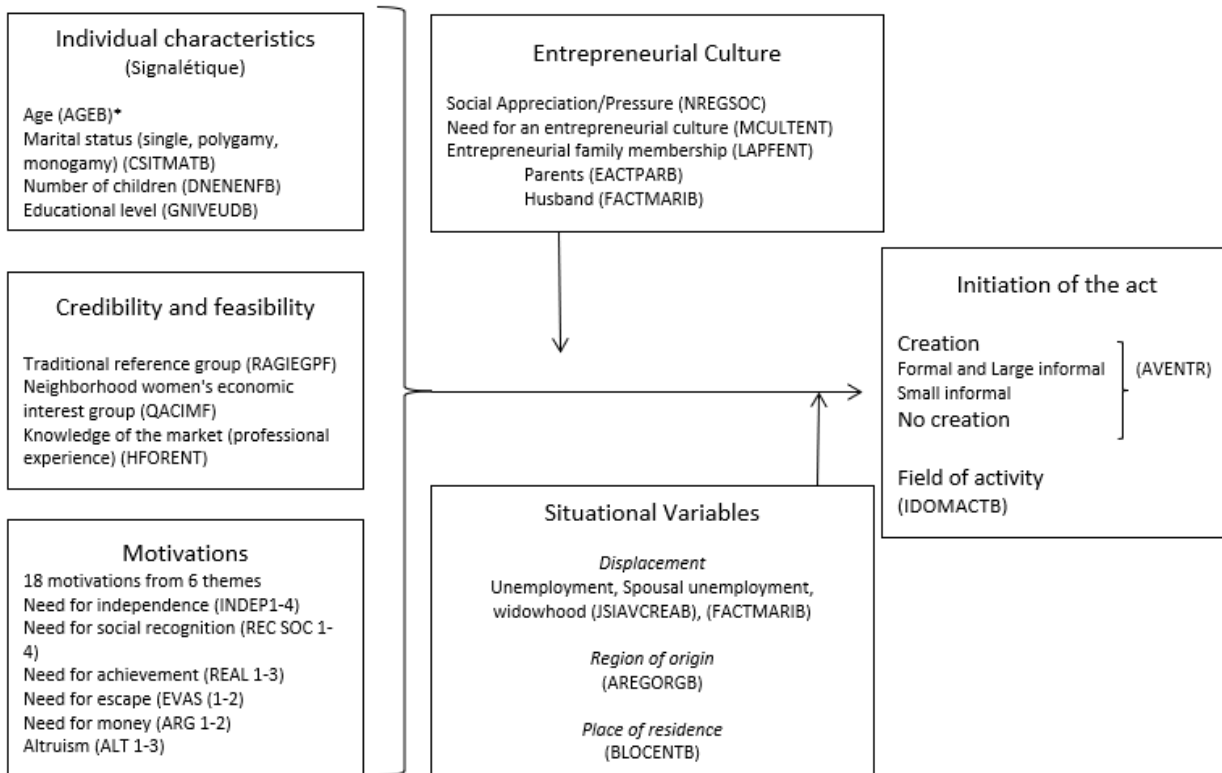 Individual characteristics
(Signalétique)
Age (AGEB)*
Marital status (single, polygamy,
monogamy) (CSITMATB)
Number of children (DNENENFB)
Educational level (GNIVEUDB)
Credibility and feasibility
Traditional reference group (RAGIEGPF)
Neighborhood women's economic
interest group (QACIMF)
Knowledge of the market (professional
experience) (HFORENT)
Motivations
18 motivations from 6 themes
Need for independence (INDEP1-4)
Need for social recognition (REC SOC 1-
4)
Need for achievement (REAL 1-3)
Need for escape (EVAS (1-2)
Need for money (ARG 1-2)
Altruism (ALT 1-3)
Entrepreneurial Culture
Social Appreciation/Pressure (NREGSOC)
Need for an entrepreneurial culture (MCULTENT)
Entrepreneurial family membership (LAPFENT)
Parents (EACTPARB)
Husband (FACTMARIB)
Situational Variables
Displacement
Unemployment, Spousal unemployment,
widowhood (JSIAVCREAB), (FACTMARIB)
Region of origin
(AREGORGB)
Place of residence
(BLOCENTB)
Initiation of the act
Creation
Formal and Large informal
(AVENTR)
Small informal
No creation
Field of activity
(IDOMACTB)